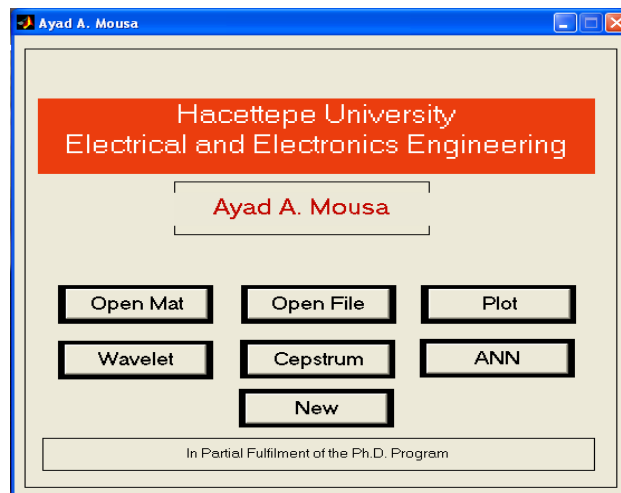 Ayad A. Mousa
Hacettepe University
Electrical and Electronics Engineering
Ayad A. Mousa
Open Mat
Open File
Plot
Wavelet
Cepstrum
ANN
New
In Partial Fulfilment of the Ph.D. Program